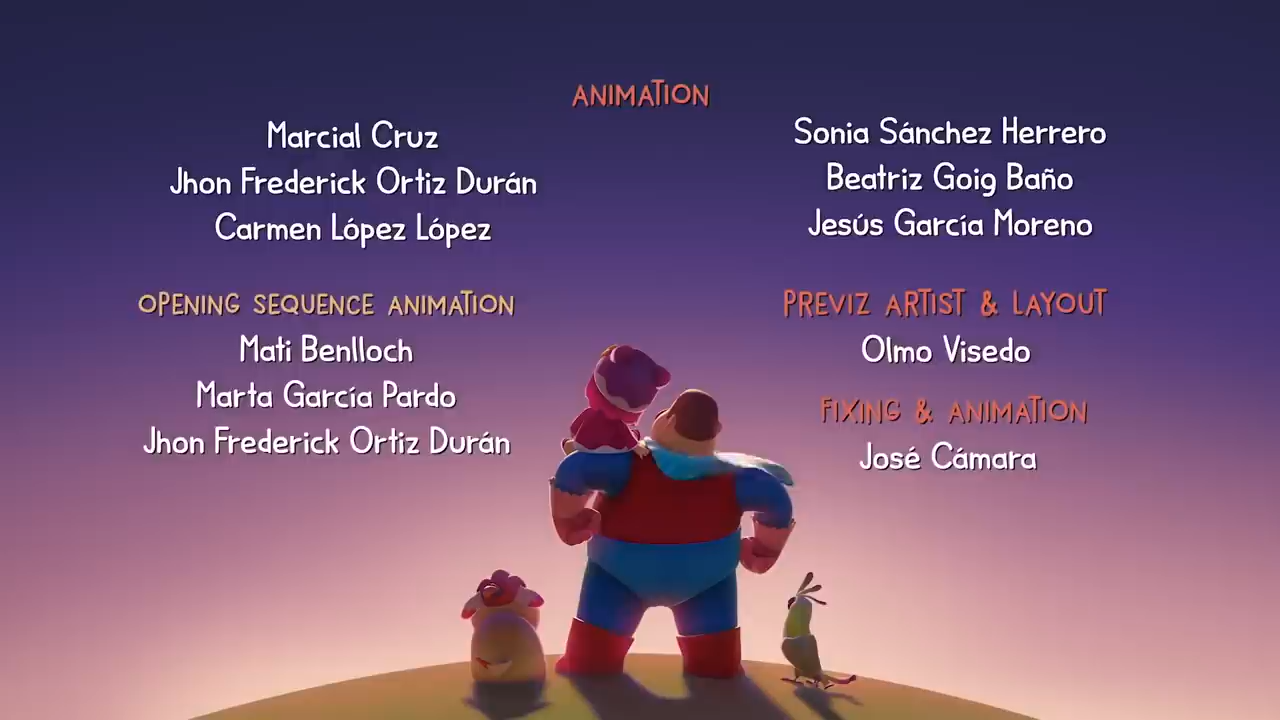 ANIMATION
Marcial Cruz
Jhon Frederick Ortiz Durán
Carmen López López
Sonia Sánchez Herrero
Beatriz Goig Baño
Jesús García Moreno
OPENING SEQUENCE ANIMATION
Mati Benlloch
Marta García Pardo
Jhon Frederick Ortiz Durán
PREVIZ ARTIST & LAYOUT
Olmo Visedo
FIXING & ANIMATION
José Cámara